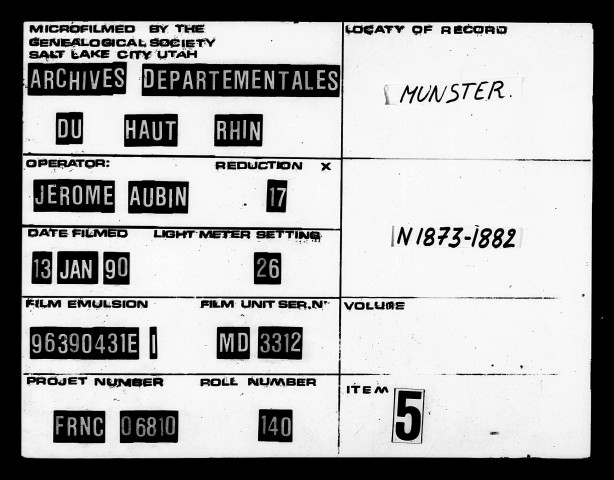 MICROFILMED BY THE
GENEALOGICAL SOCIETY
SALT LAKE CITY UTAH
ARCHIVES DEPARTEMENTALES
DU HAUT RHIN
OPERATOR: REDUCTION X
JEROME AUBIN 17
DATE FILMED LIGHT METER SETTING
13 JAN 90 26
FILM EMULSION FILM UNIT SER.N°
96390431E I MD 3312
PROJET NUMBER ROLL NUMBER
FRNC 06810 140
LOCATY OF RECORD
MUNSTER.
N 1873-1882
VOLUME
ITEM 5